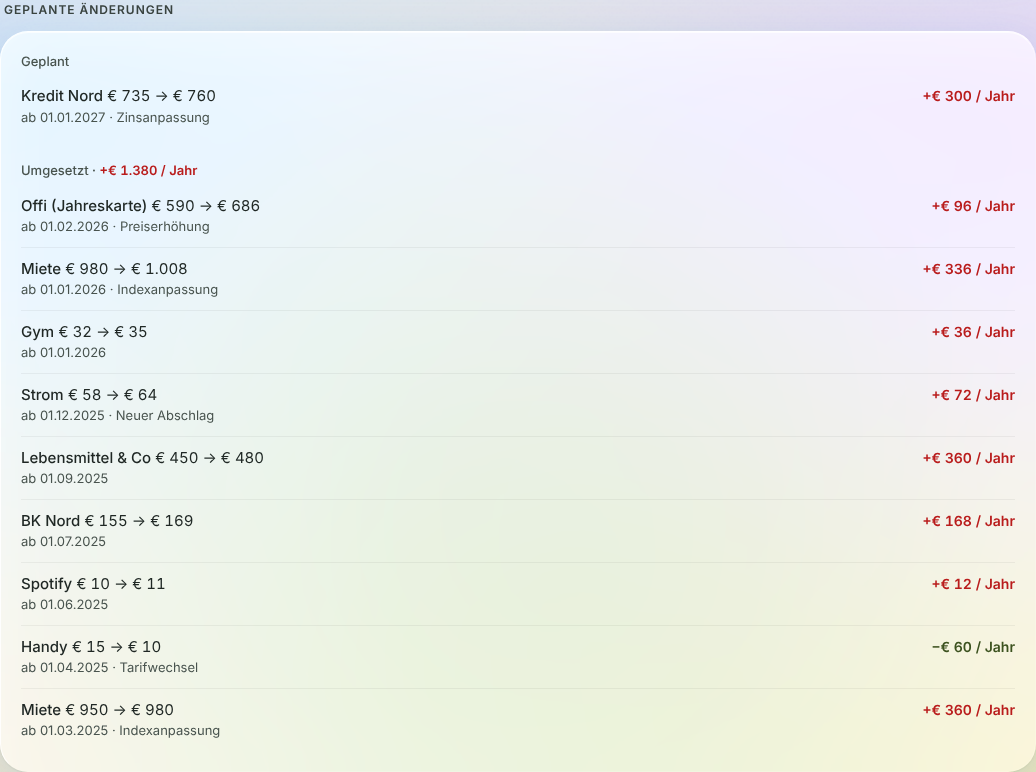 GEPLANTE ÄNDERUNGEN
Geplant
Kredit Nord € 735 → € 760 +€ 300 / Jahr
ab 01.01.2027 · Zinsanpassung
Umgesetzt · +€ 1.380 / Jahr
Offi (Jahreskarte) € 590 → € 686 +€ 96 / Jahr
ab 01.02.2026 · Preiserhöhung
Miete € 980 → € 1.008 +€ 336 / Jahr
ab 01.01.2026 · Indexanpassung
Gym € 32 → € 35 +€ 36 / Jahr
ab 01.01.2026
Strom € 58 → € 64 +€ 72 / Jahr
ab 01.12.2025 · Neuer Abschlag
Lebensmittel & Co € 450 → € 480 +€ 360 / Jahr
ab 01.09.2025
BK Nord € 155 → € 169 +€ 168 / Jahr
ab 01.07.2025
Spotify € 10 → € 11 +€ 12 / Jahr
ab 01.06.2025
Handy € 15 → € 10 −€ 60 / Jahr
ab 01.04.2025 · Tarifwechsel
Miete € 950 → € 980 +€ 360 / Jahr
ab 01.03.2025 · Indexanpassung